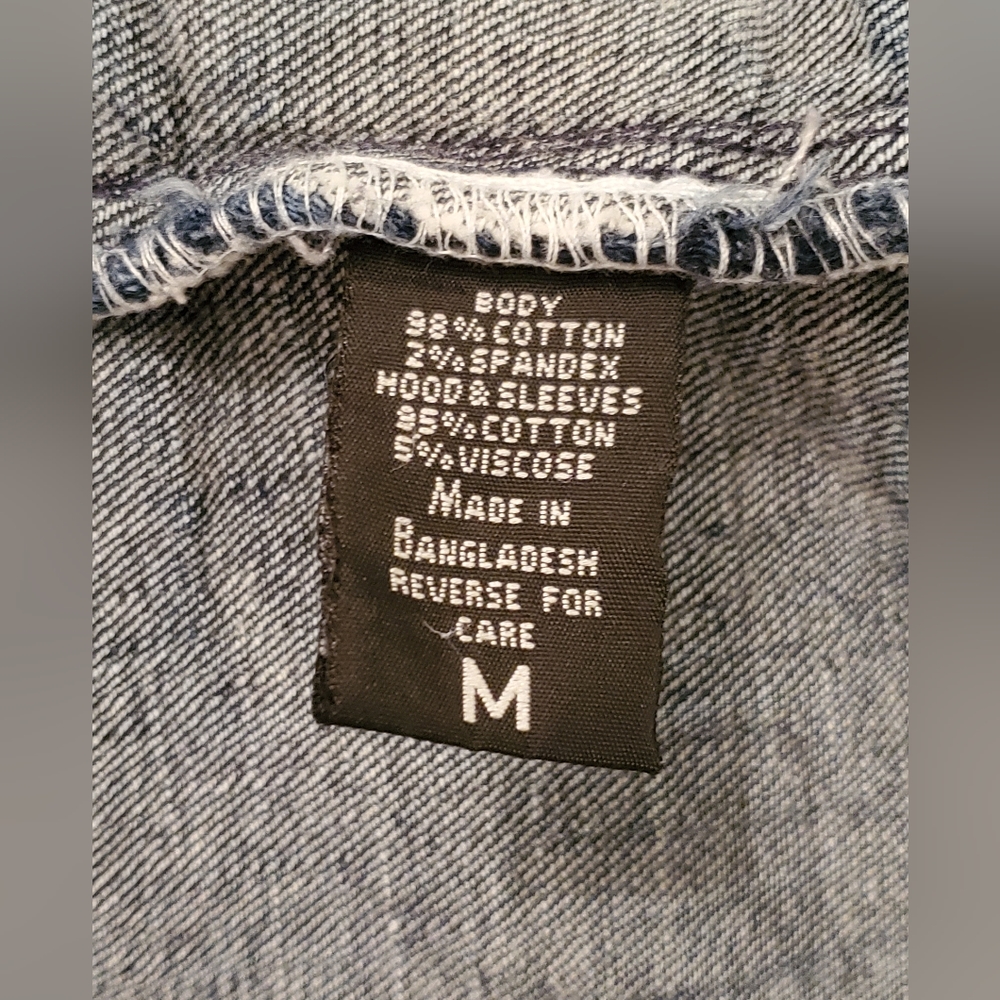 BODY
98% COTTON
2% SPANDEX
HOOD & SLEEVES
95% COTTON
5% VISCOSE
MADE IN
BANGLADESH
REVERSE FOR
CARE
M